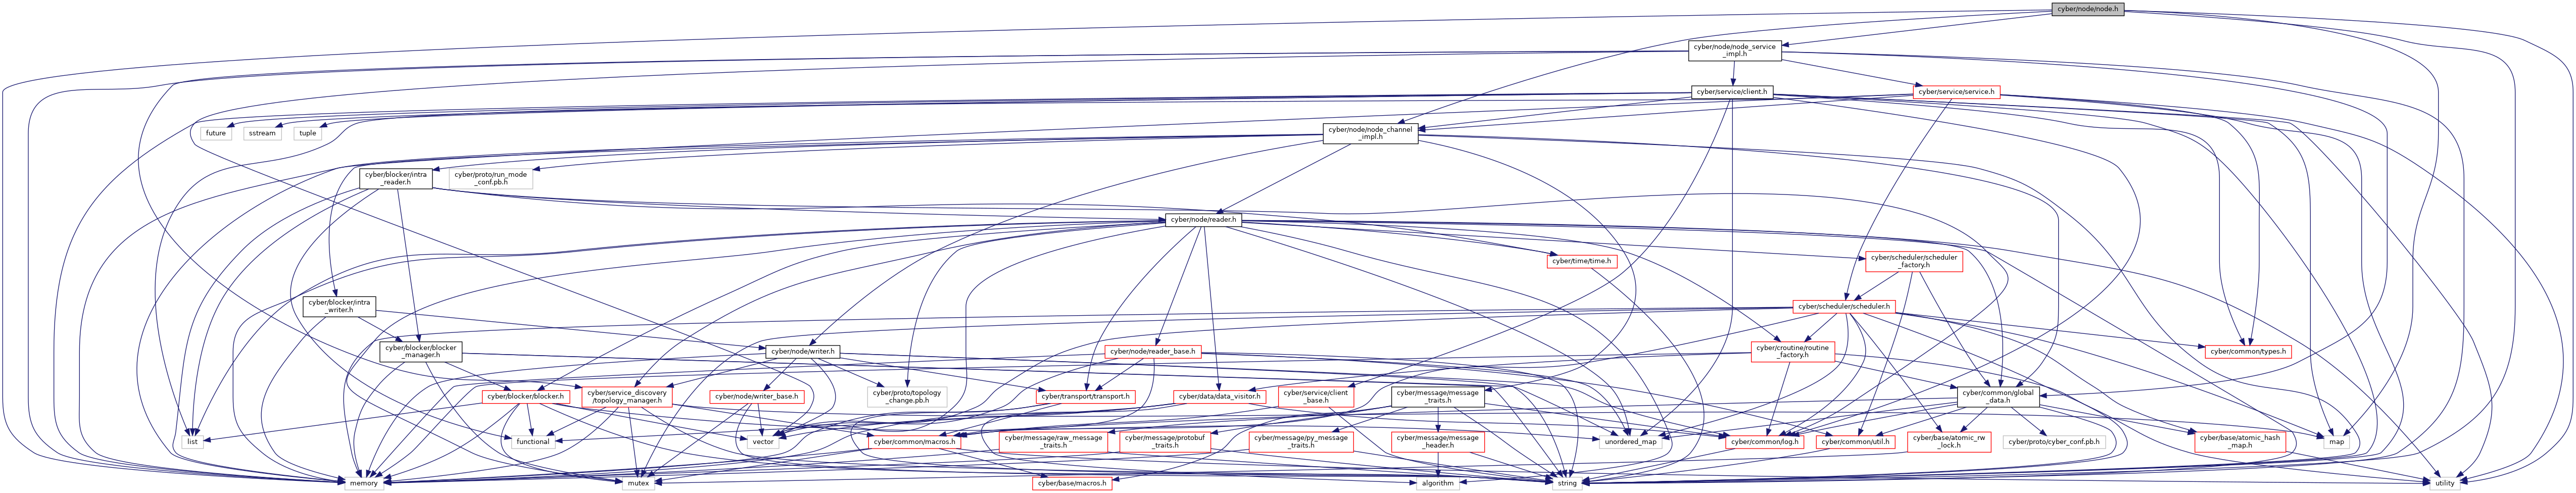 cyber/node/node.h
cyber/node/node_service
_impl.h
cyber/service/client.h
cyber/service/service.h
future
sstream
tuple
cyber/node/node_channel
_impl.h
cyber/blocker/intra
_reader.h
cyber/proto/run_mode
_conf.pb.h
cyber/node/reader.h
cyber/time/time.h
cyber/scheduler/scheduler
_factory.h
cyber/blocker/intra
_writer.h
cyber/scheduler/scheduler.h
cyber/blocker/blocker
_manager.h
cyber/node/writer.h
cyber/node/reader_base.h
cyber/croutine/routine
_factory.h
cyber/common/types.h
cyber/blocker/blocker.h
cyber/service_discovery
/topology_manager.h
cyber/node/writer_base.h
cyber/proto/topology
_change.pb.h
cyber/transport/transport.h
cyber/data/data_visitor.h
cyber/service/client
_base.h
cyber/message/message
_traits.h
cyber/common/global
_data.h
list
functional
vector
cyber/common/macros.h
cyber/message/raw_message
_traits.h
cyber/message/protobuf
_traits.h
cyber/message/py_message
_traits.h
cyber/message/message
_header.h
unordered_map
cyber/common/log.h
cyber/common/util.h
cyber/base/atomic_rw
_lock.h
cyber/proto/cyber_conf.pb.h
cyber/base/atomic_hash
_map.h
map
memory
mutex
cyber/base/macros.h
algorithm
string
utility